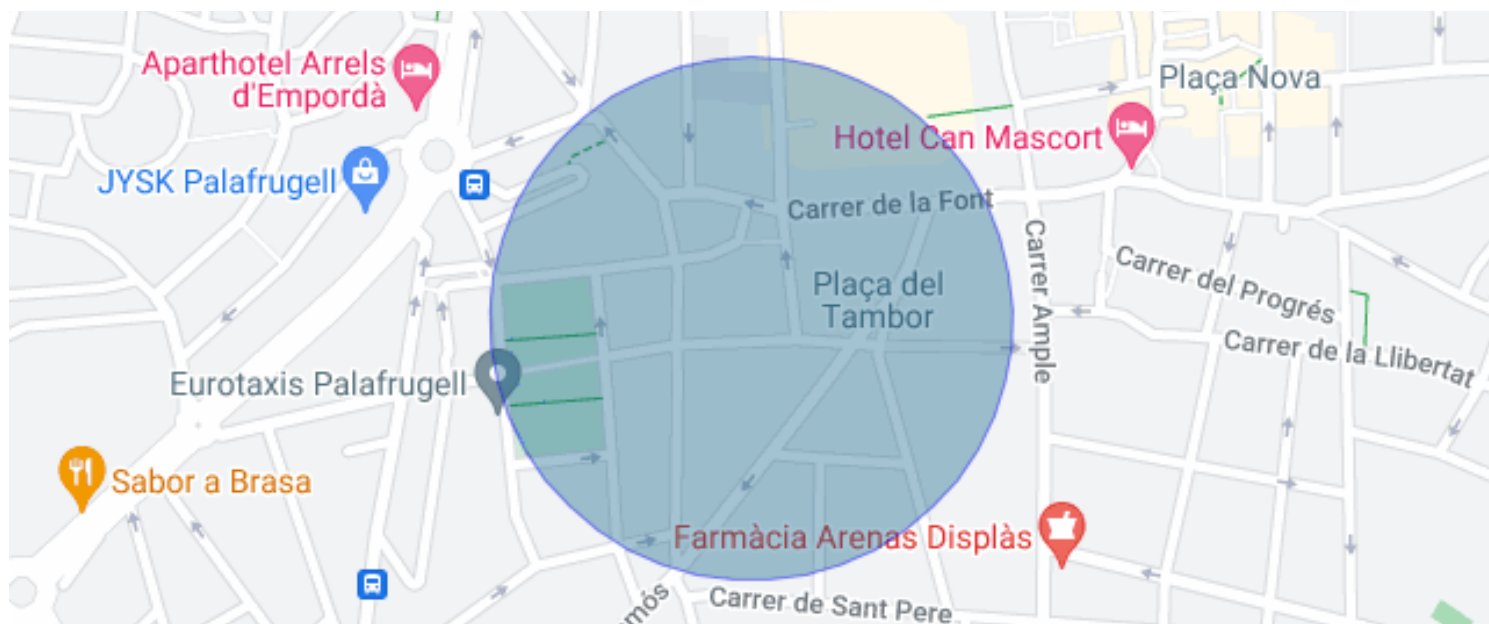 Aparthotel Arrels
d'Empordà
Plaça Nova
Hotel Can Mascort
JYSK Palafrugell
Carrer de la Font
Carrer Ample
Carrer del Progrés
Plaça del
Tambor
Carrer de la Llibertat
Eurotaxis Palafrugell
Sabor a Brasa
Farmàcia Arenas Displàs
Carrer de Sant Pere